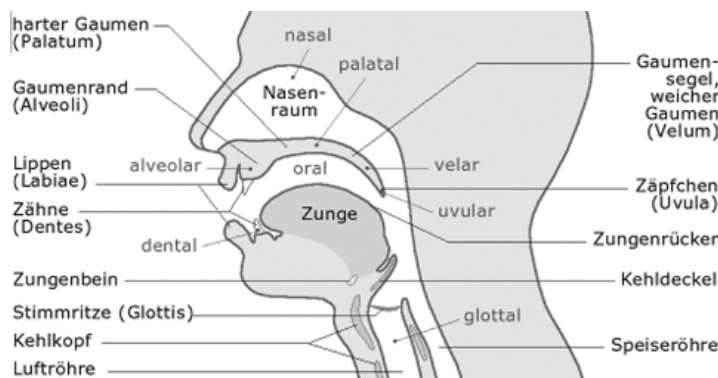 harter Gaumen
(Palatum)
Gaumenrand
(Alveoli)
Lippen
(Labiae)
Zähne
(Dentes)
Zungenbein
Stimmritze (Glottis)
Kehlkopf
Luftröhre
nasal
palatal
Nasen-
raum
alveolar
oral
velar
uvular
Zunge
dental
glottal
Gaumen-
segel,
weicher
Gaumen
(Velum)
Zäpfchen
(Uvula)
Zungenrücken
Kehldeckel
Speiseröhre